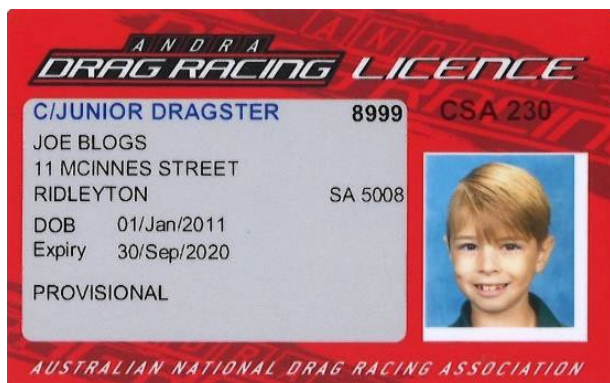 ANDRA
DRAG RACING LICENCE
C/JUNIOR DRAGSTER 8999 CSA 230
JOE BLOGS
11 MCINNES STREET
RIDLEYTON SA 5008
DOB 01/Jan/2011
Expiry 30/Sep/2020
PROVISIONAL
AUSTRALIAN NATIONAL DRAG RACING ASSOCIATION